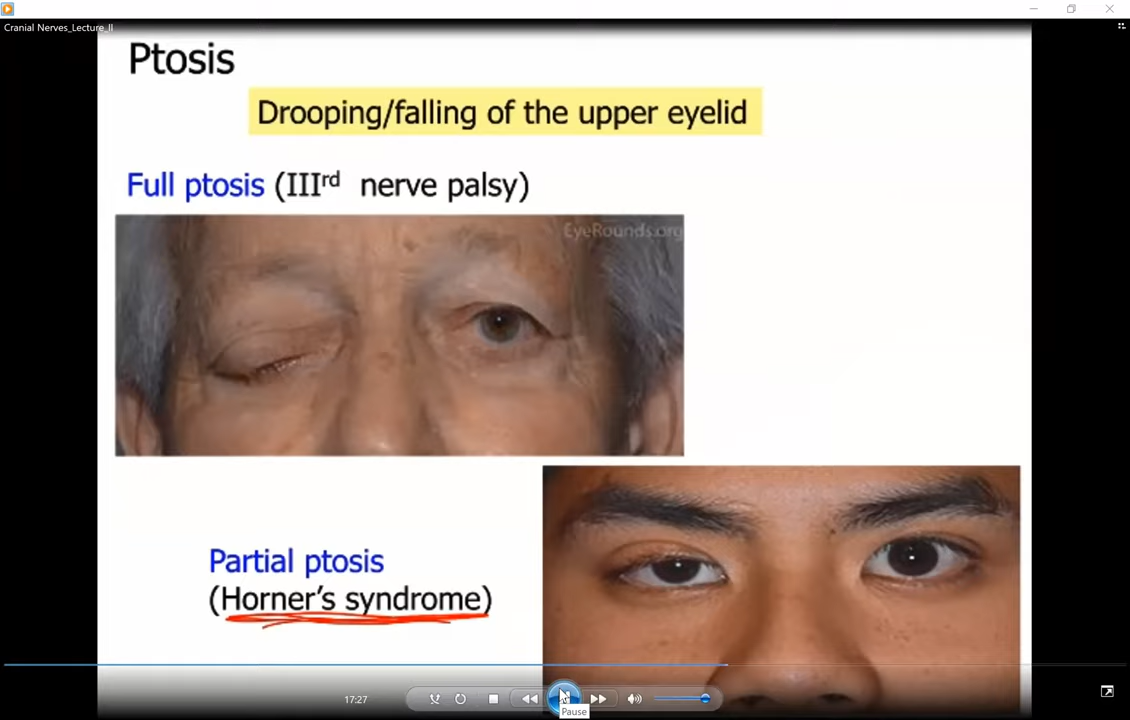 Cranial Nerves_Lecture_II
Ptosis
Drooping/falling of the upper eyelid
Full ptosis (IIIrd nerve palsy)
EyeRounds.org
Partial ptosis
(Horner's syndrome)
17:27
Pause